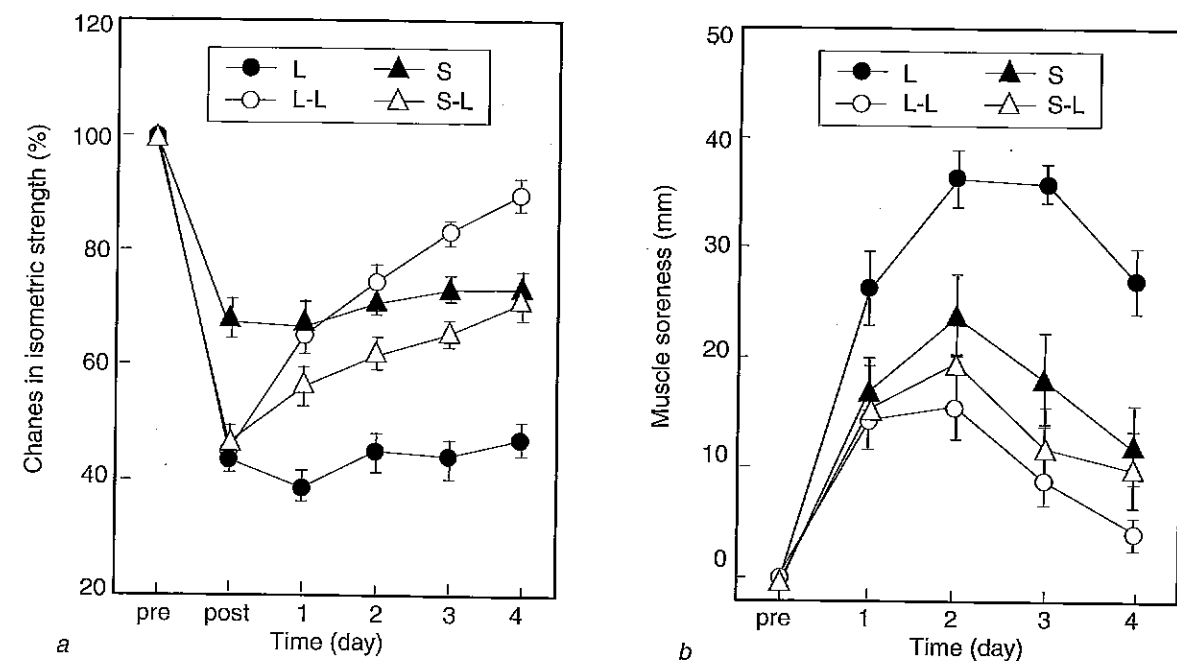 120
100
80
60
40
20
Chanes in isometric strength (%)
L
S
L-L
S-L
pre
post
1
2
3
4
Time (day)
a
50
40
30
20
10
0
Muscle soreness (mm)
L
S
L-L
S-L
pre
1
2
3
4
Time (day)
b